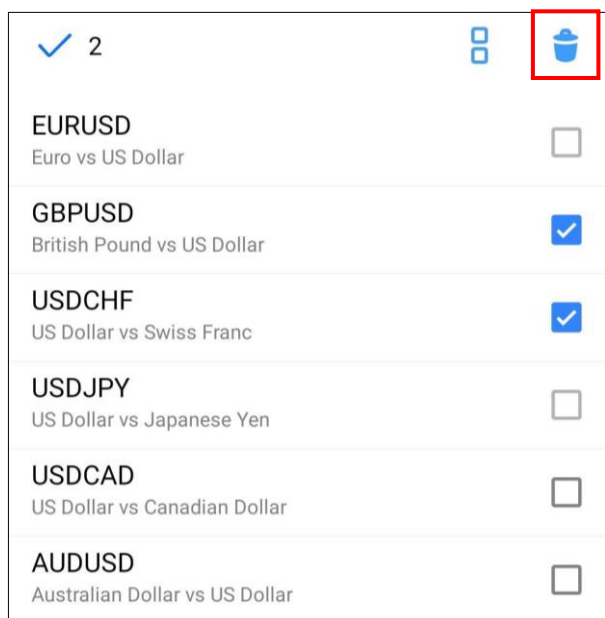 2
EURUSD
Euro vs US Dollar
GBPUSD
British Pound vs US Dollar
USDCHF
US Dollar vs Swiss Franc
USDJPY
US Dollar vs Japanese Yen
USDCAD
US Dollar vs Canadian Dollar
AUDUSD
Australian Dollar vs US Dollar